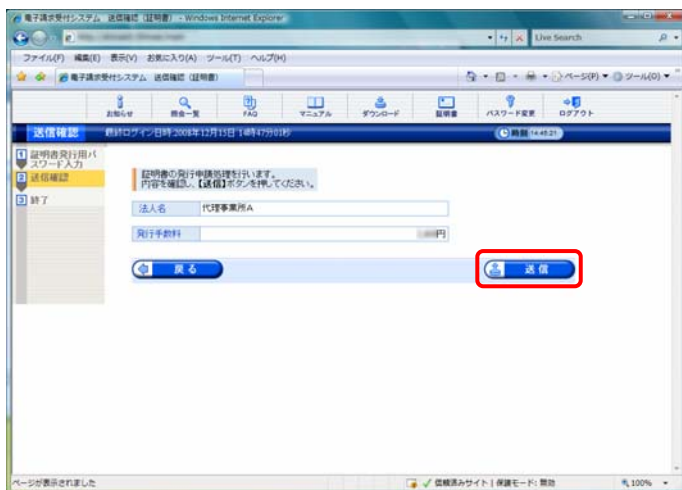 電子請求受付システム 送信確認（証明書） - Windows Internet Explorer
Live Search
ファイル(F) 編集(E) 表示(V) お気に入り(A) ツール(T) ヘルプ(H)
電子請求受付システム 送信確認（証明書）
ページ(P) ツール(O)
お知らせ 照会一覧 FAQ マニュアル ダウンロード 証明書 パスワード変更 ログアウト
送信確認 最終ログイン日時:2008年12月15日 14時47分01秒 時刻 14:48:21
1 証明書発行用パスワード入力
2 送信確認
3 終了
証明書の発行申請処理を行います。
内容を確認し、【送信】ボタンを押してください。
法人名 代理事業所A
発行手数料 円
戻る 送信
ページが表示されました 信頼済みサイト | 保護モード: 無効 100%